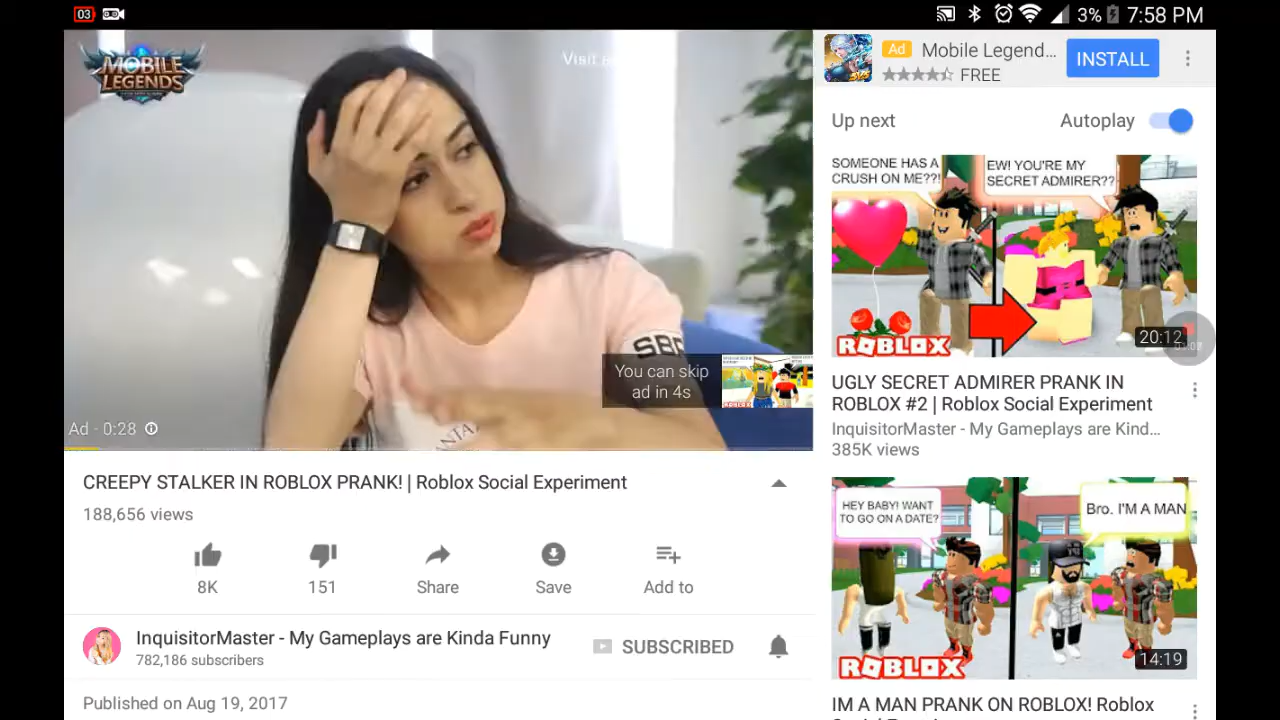 03
3%
7:58 PM
MOBILE
LEGENDS
Visit
Ad
Mobile Legend...
FREE
INSTALL
Up next
Autoplay
SOMEONE HAS A
CRUSH ON ME??!
EW! YOU'RE MY
SECRET ADMIRER??
ROBLOX
20:12
UGLY SECRET ADMIRER PRANK IN
ROBLOX #2 | Roblox Social Experiment
InquisitorMaster - My Gameplays are Kind...
385K views
HEY BABY! WANT
TO GO ON A DATE?
Bro. I'M A MAN
ROBLOX
14:19
IM A MAN PRANK ON ROBLOX! Roblox
You can skip
ad in 4s
Ad - 0:28
CREEPY STALKER IN ROBLOX PRANK! | Roblox Social Experiment
188,656 views
8K
151
Share
Save
Add to
InquisitorMaster - My Gameplays are Kinda Funny
782,186 subscribers
SUBSCRIBED
Published on Aug 19, 2017